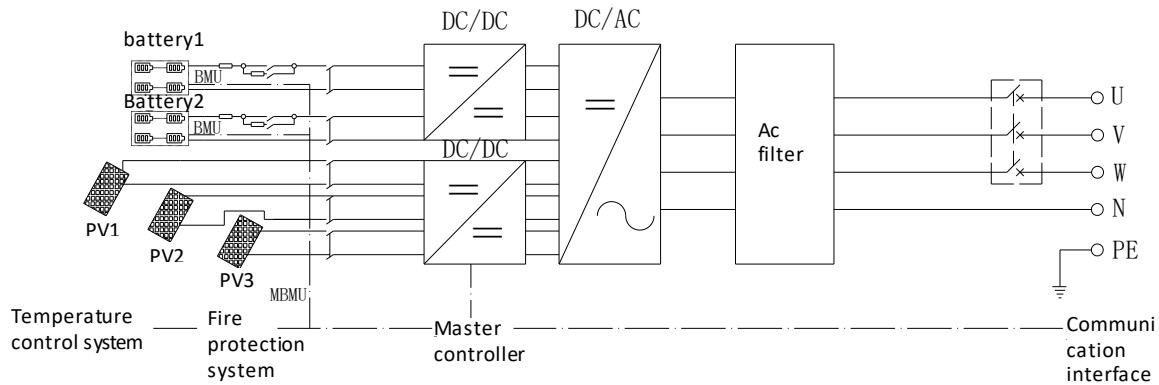 DC/DC
DC/AC
battery1
BMU
Battery2
BMU
DC/DC
PV1
PV2
PV3
MBMU
Ac
filter
U
V
W
N
PE
Temperature
control system
Fire
protection
system
Master
controller
Communi
cation
interface